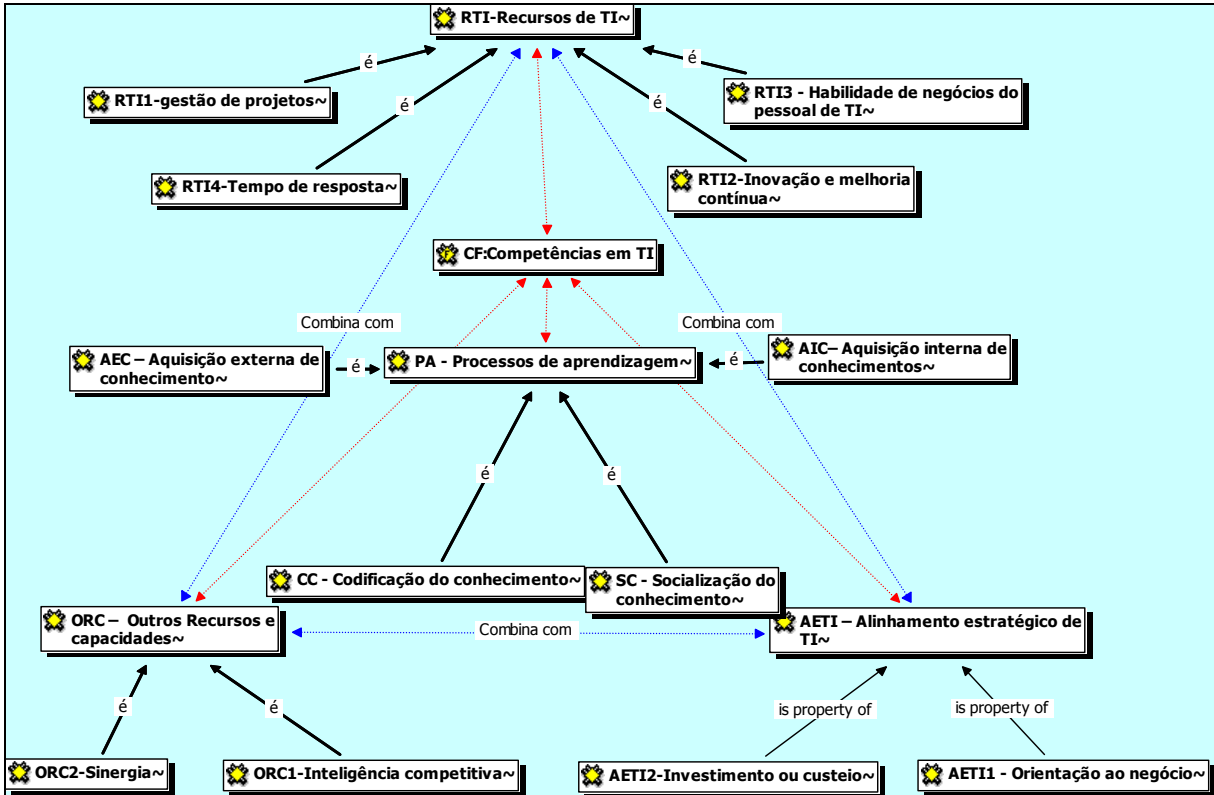 RTI-Recursos de TI~
é
é
é
é
RTI1-gestão de projetos~
RTI3 - Habilidade de negócios do
pessoal de TI~
RTI4-Tempo de resposta~
RTI2-Inovação e melhoria
contínua~
CF:Competências em TI
Combina com
Combina com
AEC – Aquisição externa de
conhecimento~
é
PA - Processos de aprendizagem~
é
AIC– Aquisição interna de
conhecimentos~
é
é
CC - Codificação do conhecimento~
SC - Socialização do
conhecimento~
ORC – Outros Recursos e
capacidades~
Combina com
AETI – Alinhamento estratégico de
TI~
é
é
is property of
is property of
ORC2-Sinergia~
ORC1-Inteligência competitiva~
AETI2-Investimento ou custeio~
AETI1 - Orientação ao negócio~